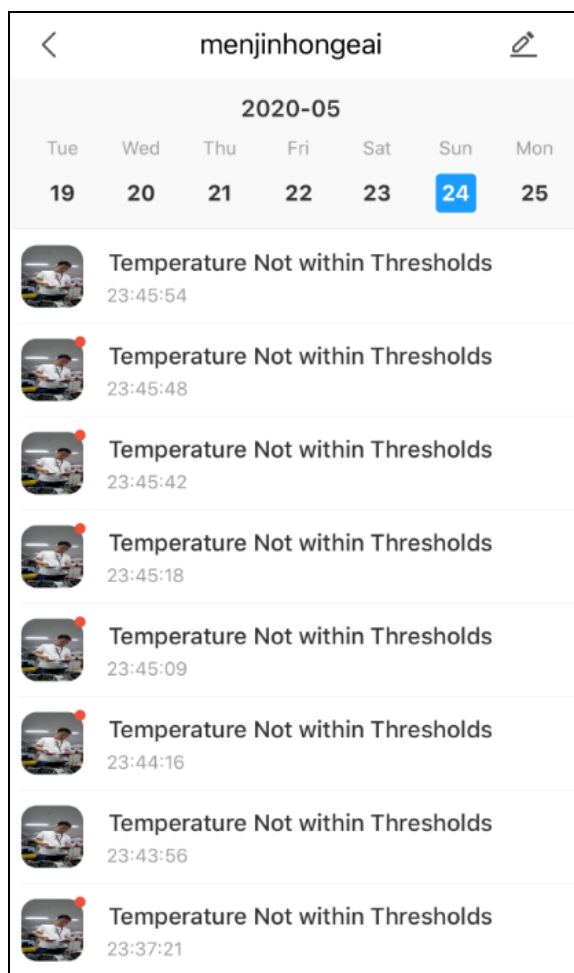 menjinhongeai
2020-05
Tue Wed Thu Fri Sat Sun Mon
19 20 21 22 23 24 25
Temperature Not within Thresholds
23:45:54
Temperature Not within Thresholds
23:45:48
Temperature Not within Thresholds
23:45:42
Temperature Not within Thresholds
23:45:18
Temperature Not within Thresholds
23:45:09
Temperature Not within Thresholds
23:44:16
Temperature Not within Thresholds
23:43:56
Temperature Not within Thresholds
23:37:21